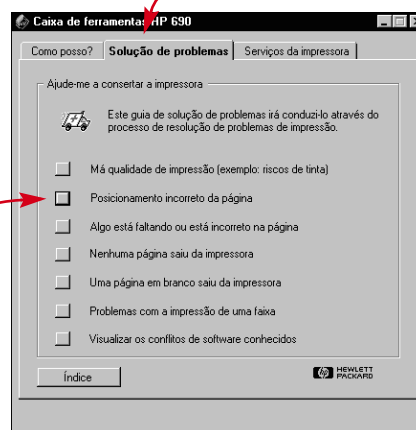 Caixa de ferramentas HP 690
Como posso?
Solução de problemas
Serviços da impressora
Ajude-me a consertar a impressora
Este guia de solução de problemas irá conduzi-lo através do
processo de resolução de problemas de impressão.
Má qualidade de impressão (exemplo: riscos de tinta)
Posicionamento incorreto da página
Algo está faltando ou está incorreto na página
Nenhuma página saiu da impressora
Uma página em branco saiu da impressora
Problemas com a impressão de uma faixa
Visualizar os conflitos de software conhecidos
Índice
hp HEWLETT
PACKARD